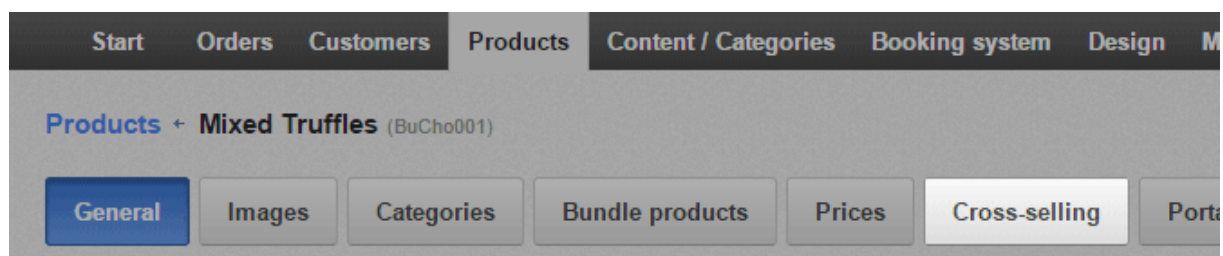 Start Orders Customers Products Content / Categories Booking system Design M
Products ← Mixed Truffles (BuCho001)
General Images Categories Bundle products Prices Cross-selling Porta